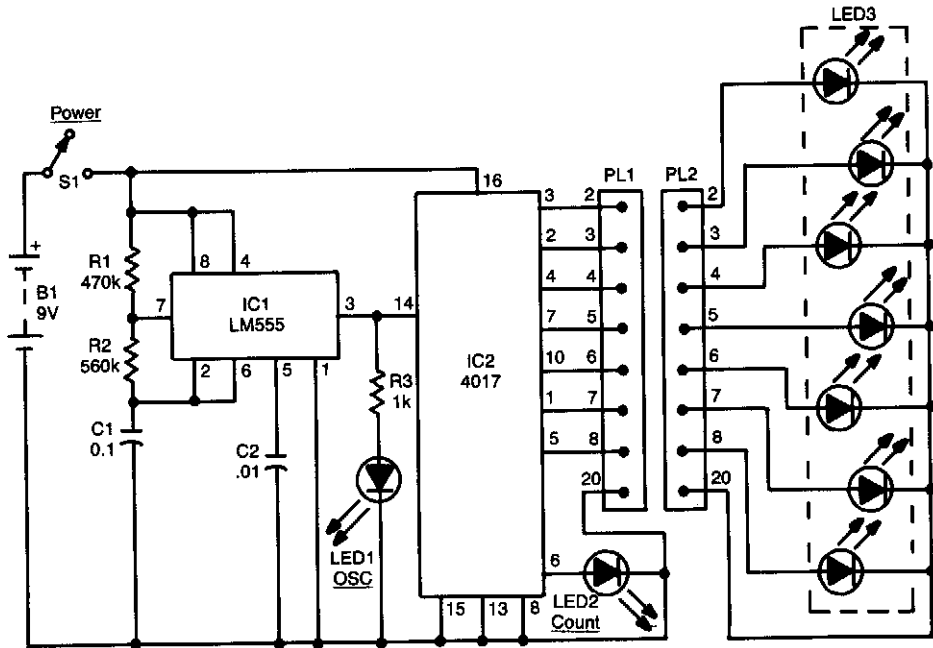 LED3
Power
S1
16
PL1
PL2
3 2
2
2 3
3
4 4
4
7 5
5
10 6
6
1 7
7
5 8
8
20
20
+
B1
9V
R1
470k
8 4
7
IC1
LM555
3
14
R2
560k
2 6 5 1
IC2
4017
R3
1k
C1
0.1
C2
.01
LED1
OSC
6
LED2
Count
15 13 8